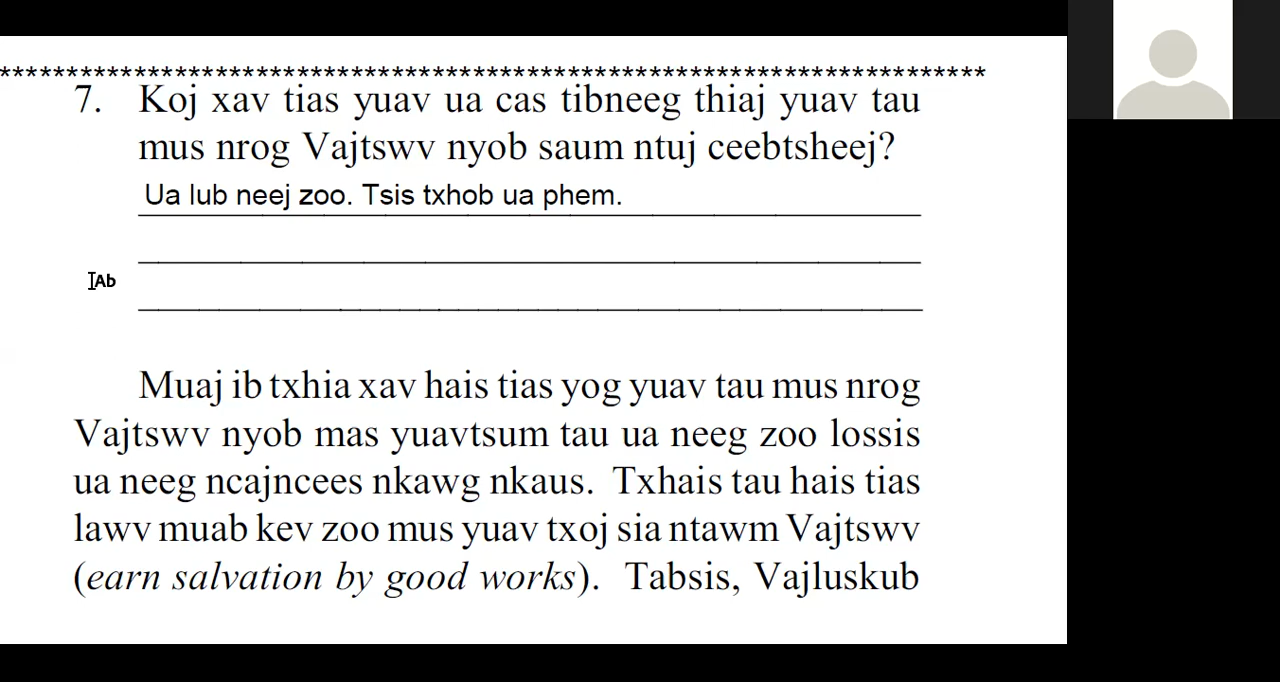 **************************************************************************
7. Koj xav tias yuav ua cas tibneeg thiaj yuav tau
mus nrog Vajtswv nyob saum ntuj ceebtsheej?
Ua lub neej zoo. Tsis txhob ua phem.
Ab
Muaj ib txhia xav hais tias yog yuav tau mus nrog
Vajtswv nyob mas yuavtsum tau ua neeg zoo lossis
ua neeg ncajncees nkawg nkaus. Txhais tau hais tias
lawv muab kev zoo mus yuav txoj sia ntawm Vajtswv
(earn salvation by good works). Tabsis, Vajluskub